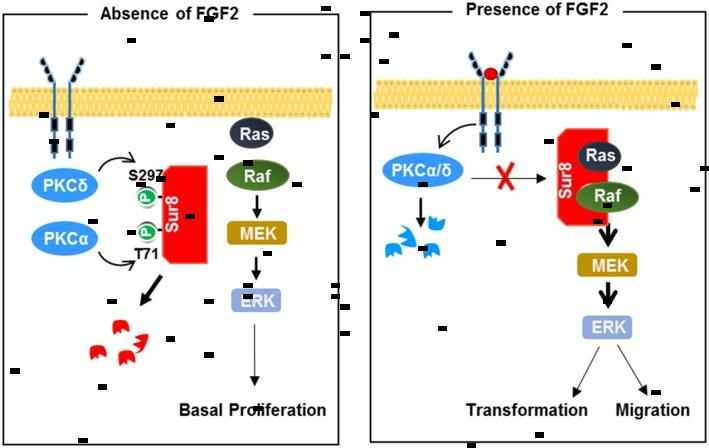 Absence of FGF2
Ras
PKCδ
S297
Raf
P
Sur8
PKCα
P
MEK
T71
ERK
Basal Proliferation
Presence of FGF2
PKCα/δ
Sur8
Ras
Raf
MEK
ERK
Transformation
Migration